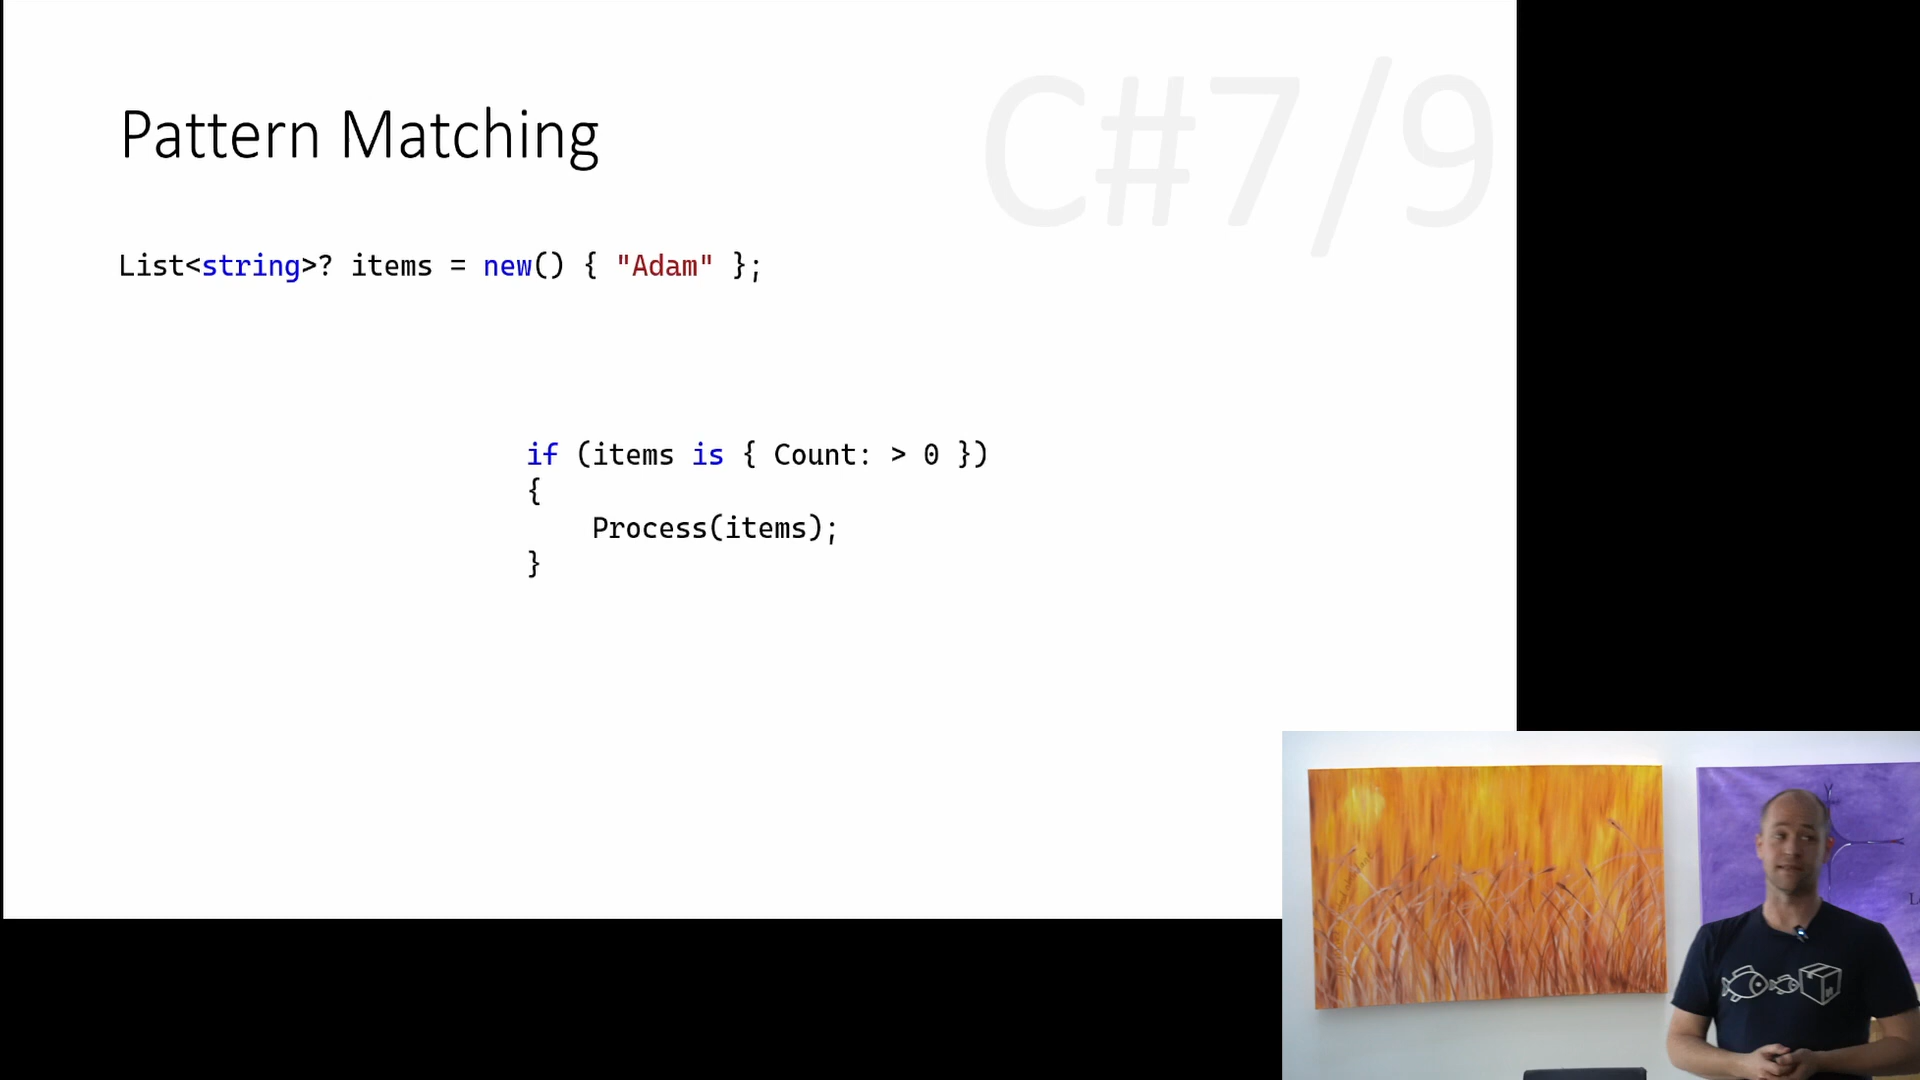 Pattern Matching
C#7/9
List<string>? items = new() { "Adam" };
if (items is { Count: > 0 })
{
    Process(items);
}